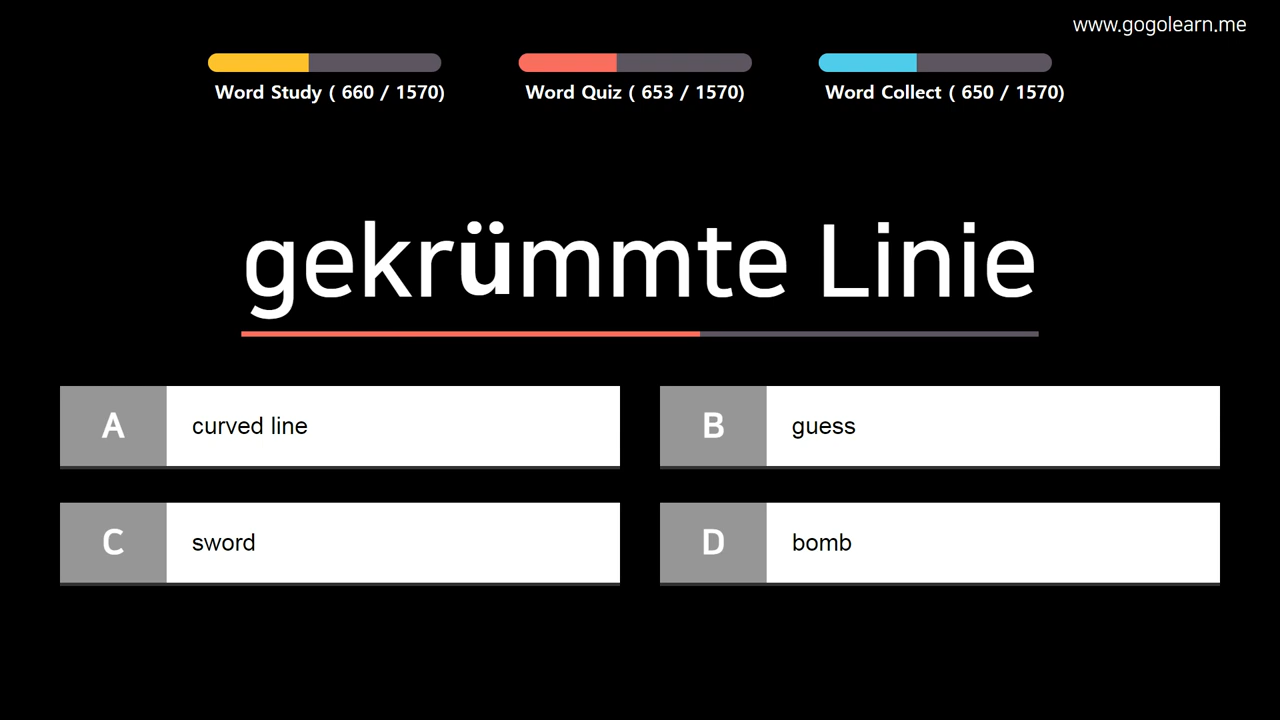 www.gogolearn.me
Word Study ( 660 / 1570)
Word Quiz ( 653 / 1570)
Word Collect ( 650 / 1570)
gekrümmte Linie
A curved line
B guess
C sword
D bomb